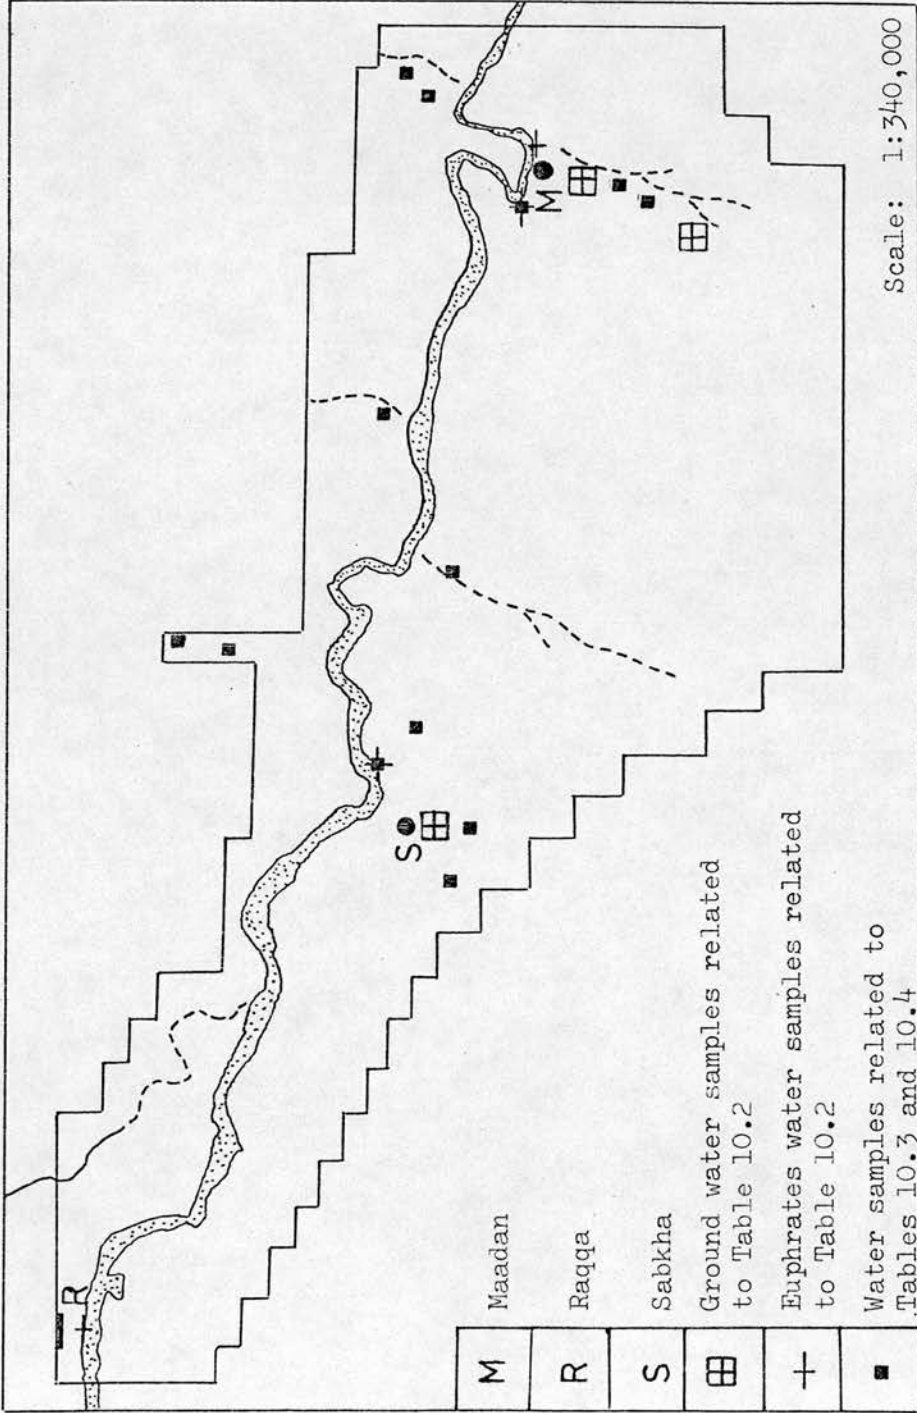 R
S
M
M Maadan
R Raqqa
S Sabkha
Ground water samples related
to Table 10.2
Euphrates water samples related
to Table 10.2
Water samples related to
Tables 10.3 and 10.4
Scale: 1:340,000